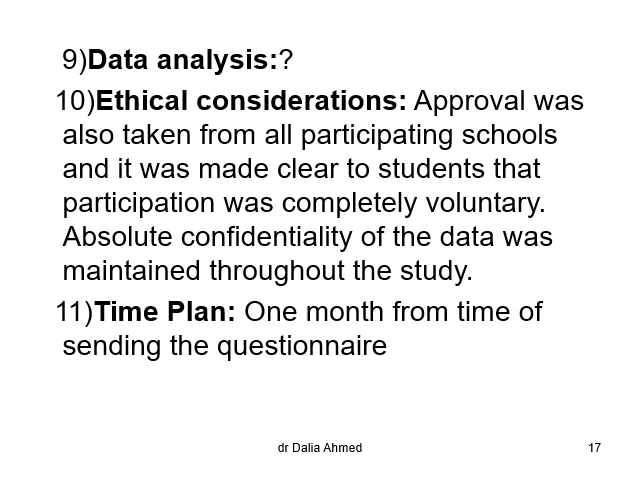 9)Data analysis:?
10)Ethical considerations: Approval was
also taken from all participating schools
and it was made clear to students that
participation was completely voluntary.
Absolute confidentiality of the data was
maintained throughout the study.
11)Time Plan: One month from time of
sending the questionnaire
dr Dalia Ahmed
17